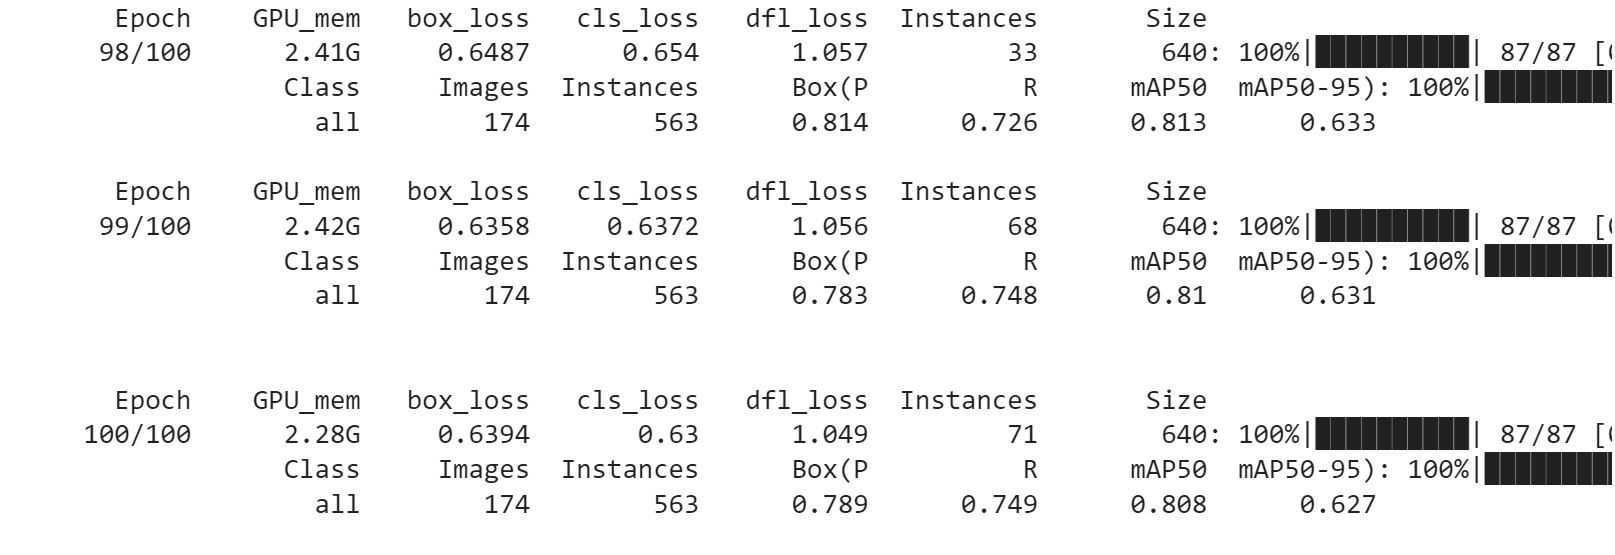 Epoch GPU_mem box_loss cls_loss dfl_loss Instances Size
98/100 2.41G 0.6487 0.654 1.057 33 640: 100%|██████████| 87/87 [
Class Images Instances Box(P R mAP50 mAP50-95): 100%|████████
all 174 563 0.814 0.726 0.813 0.633
Epoch GPU_mem box_loss cls_loss dfl_loss Instances Size
99/100 2.42G 0.6358 0.6372 1.056 68 640: 100%|██████████| 87/87 [
Class Images Instances Box(P R mAP50 mAP50-95): 100%|████████
all 174 563 0.783 0.748 0.81 0.631
Epoch GPU_mem box_loss cls_loss dfl_loss Instances Size
100/100 2.28G 0.6394 0.63 1.049 71 640: 100%|██████████| 87/87 [
Class Images Instances Box(P R mAP50 mAP50-95): 100%|████████
all 174 563 0.789 0.749 0.808 0.627